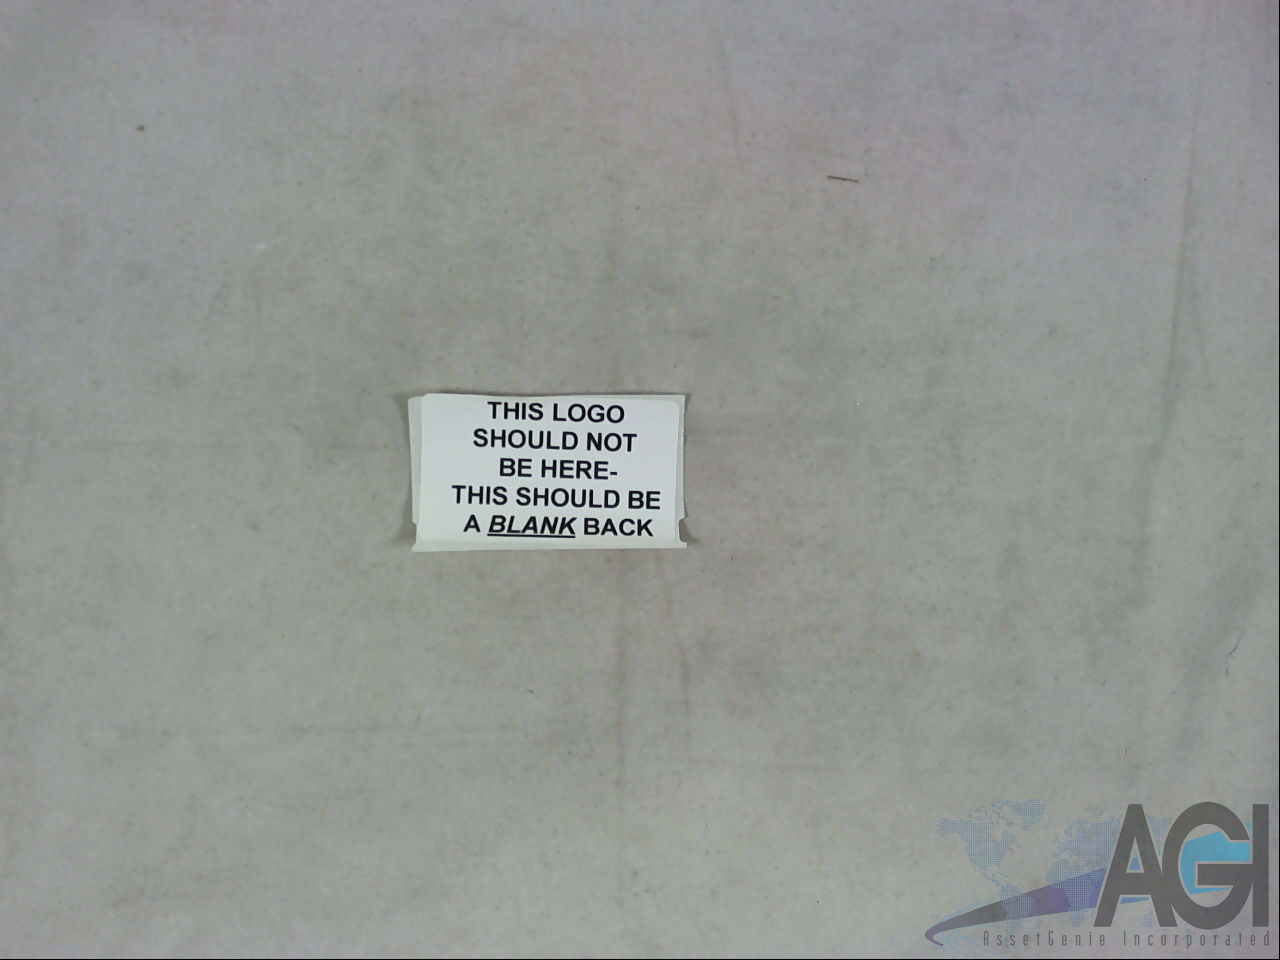 THIS LOGO
SHOULD NOT
BE HERE-
THIS SHOULD BE
A BLANK BACK
AGI
AssetGenie Incorporated